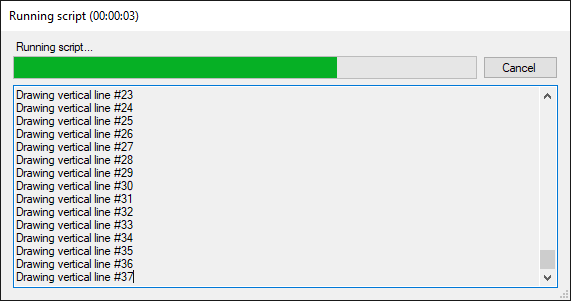 Running script (00:00:03)
Running script...
Cancel
Drawing vertical line #23
Drawing vertical line #24
Drawing vertical line #25
Drawing vertical line #26
Drawing vertical line #27
Drawing vertical line #28
Drawing vertical line #29
Drawing vertical line #30
Drawing vertical line #31
Drawing vertical line #32
Drawing vertical line #33
Drawing vertical line #34
Drawing vertical line #35
Drawing vertical line #36
Drawing vertical line #37